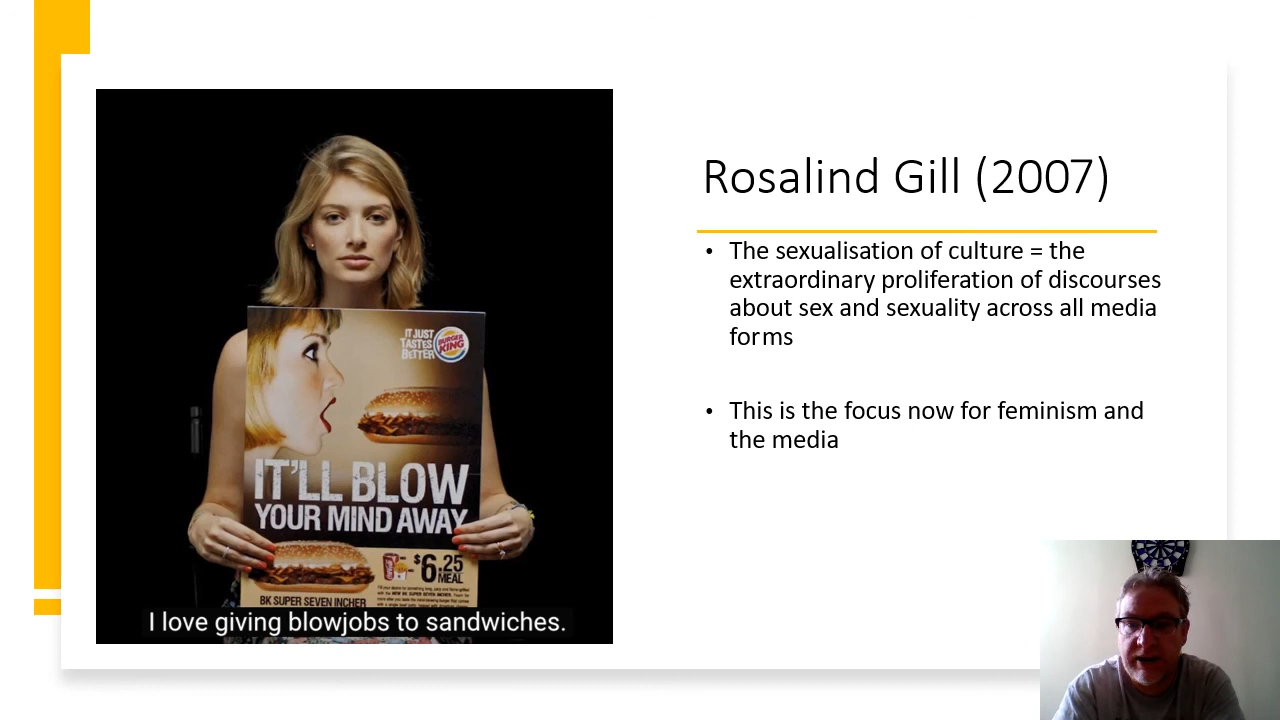 Rosalind Gill (2007)
• The sexualisation of culture = the
extraordinary proliferation of discourses
about sex and sexuality across all media
forms
• This is the focus now for feminism and
the media
IT JUST
TASTES
BETTER
BURGER
KING
IT'LL BLOW
YOUR MIND AWAY
$6.25
MEAL
BK SUPER SEVEN INCHER
I love giving blowjobs to sandwiches.